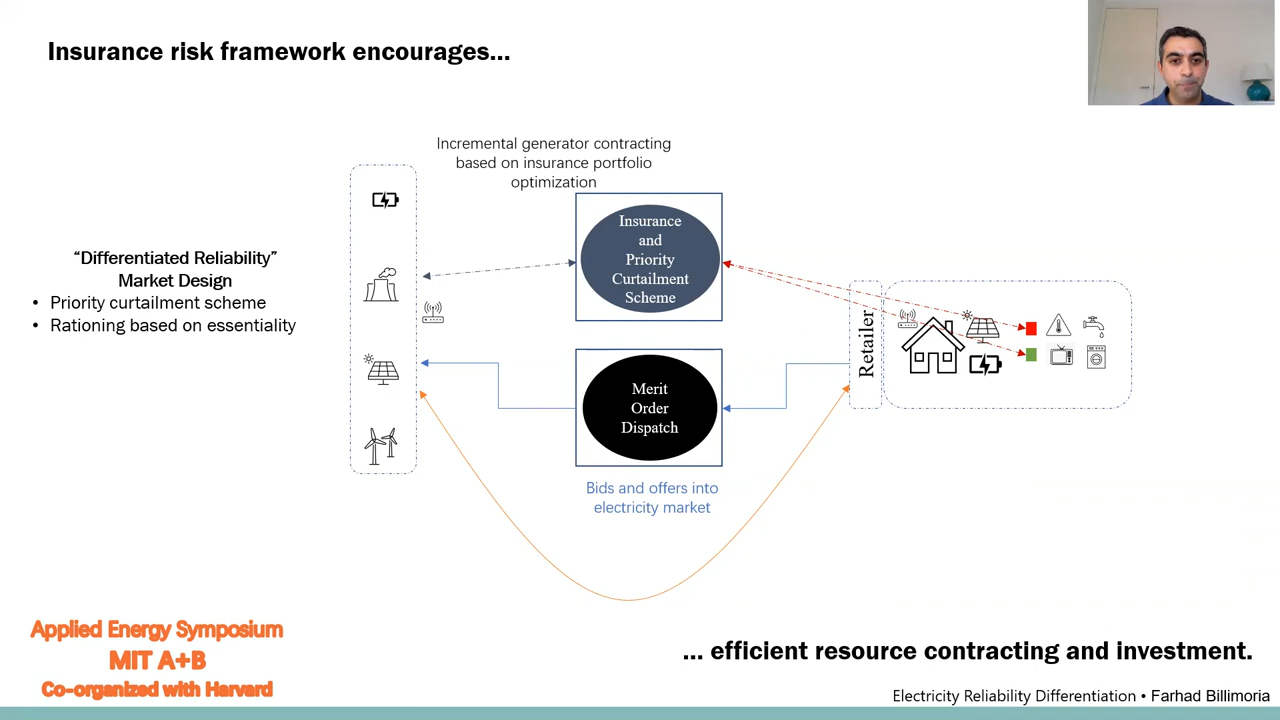 Insurance risk framework encourages...
Incremental generator contracting
based on insurance portfolio
optimization
Insurance
and
Priority
Curtailment
Scheme
“Differentiated Reliability”
Market Design
• Priority curtailment scheme
• Rationing based on essentiality
Retailer
Merit
Order
Dispatch
Bids and offers into
electricity market
Applied Energy Symposium
MIT A+B
Co-organized with Harvard
... efficient resource contracting and investment.
Electricity Reliability Differentiation • Farhad Billimoria